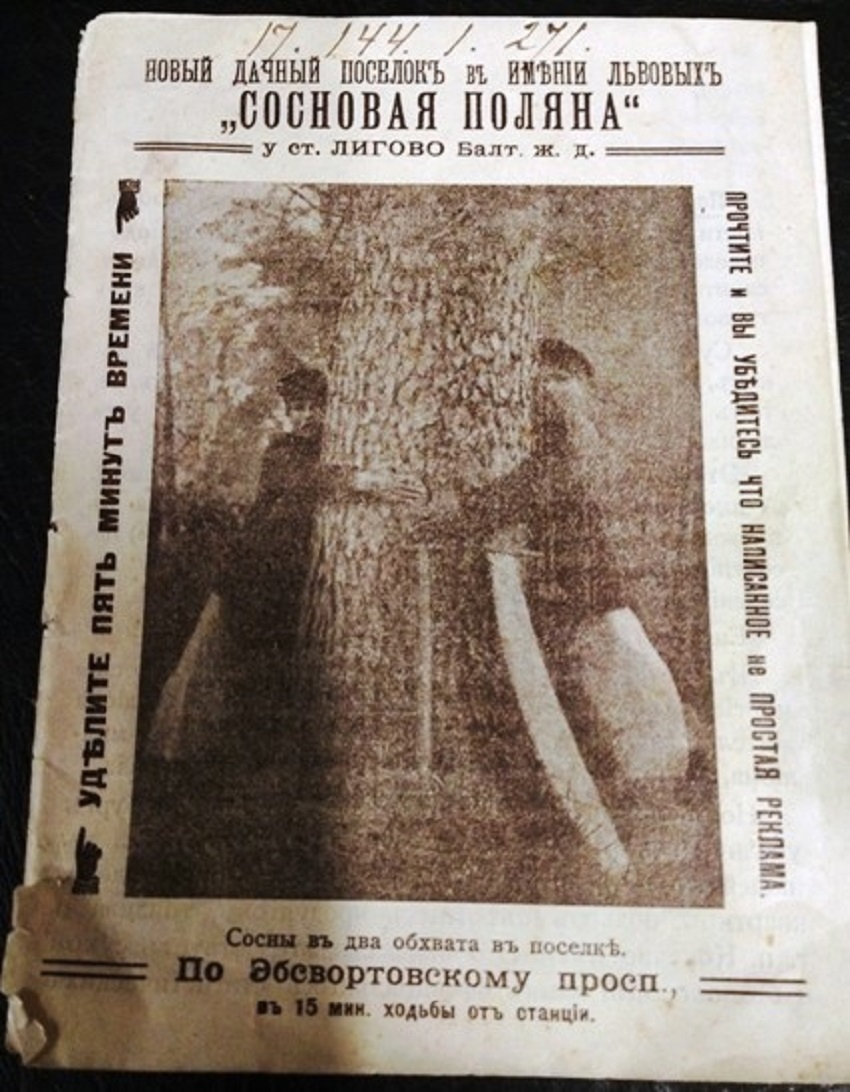 17. 144. 1. 271.
НОВЫЙ ДАЧНЫЙ ПОСЕЛОКЪ ВЪ ИМѢНІИ ЛЬВОВЫХЪ
„СОСНОВАЯ ПОЛЯНА“
у ст. ЛИГОВО Балт. ж. д.
УДѢЛИТЕ ПЯТЬ МИНУТЪ ВРЕМЕНИ
ПРОЧТИТЕ и ВЫ УБѢДИТЕСЬ ЧТО НАПИСАННОЕ не ПРОСТАЯ РЕКЛАМА.
Сосны въ два обхвата въ поселкѣ.
По Эбсвортовскому просп.,
въ 15 мин. ходьбы отъ станціи.